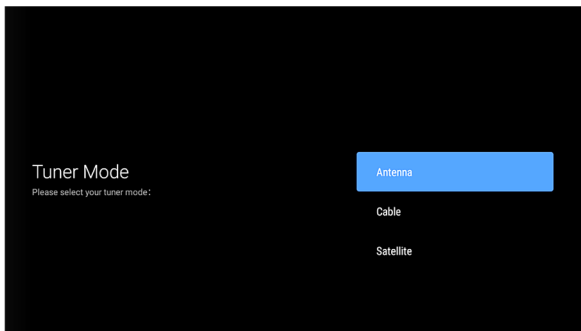 Tuner Mode
Please select your tuner mode:
Antenna
Cable
Satellite